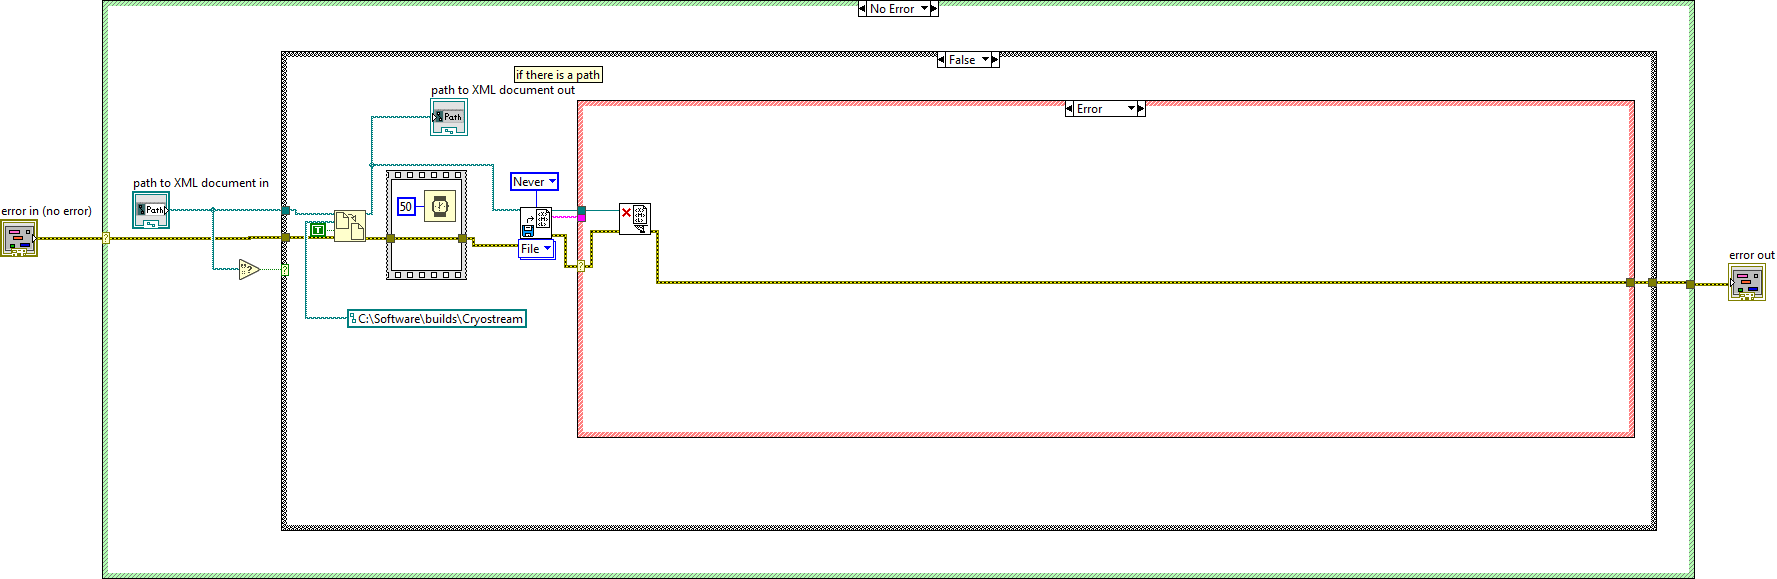 No Error
False
if there is a path
path to XML document out
Path
Error
path to XML document in
Path
Never
error in (no error)
50
T
File
error out
C:\Software\builds\Cryostream